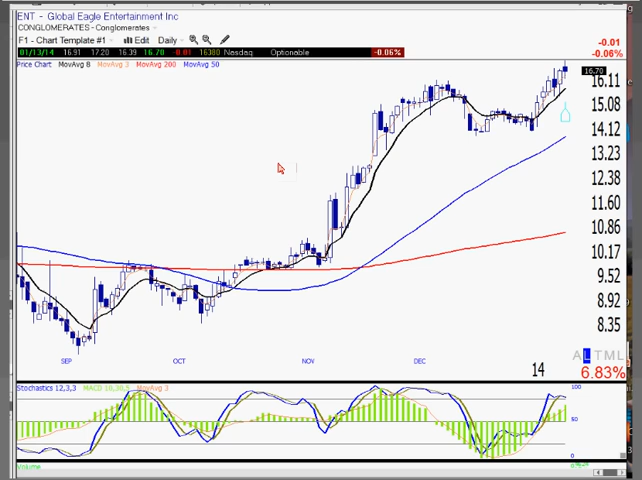 ENT - Global Eagle Entertainment Inc
CONGLOMERATES - Conglomerates
F1 - Chart Template #1 Edit Daily
01/13/14 16.91 17.20 16.39 16.70 -0.01 16380 Nasdaq Optionable -0.06%
-0.01
-0.06%
Price Chart MovAvg 8 MovAvg 3 MovAvg 200 MovAvg 50
16.70
16.11
15.08
14.12
13.23
12.38
11.60
10.86
10.17
9.52
8.92
8.35
SEP OCT NOV DEC
14
ALTML
6.83%
Stochastics 12,3,3 MACD 10,30,5 MovAvg 3
100
50
0
Volume